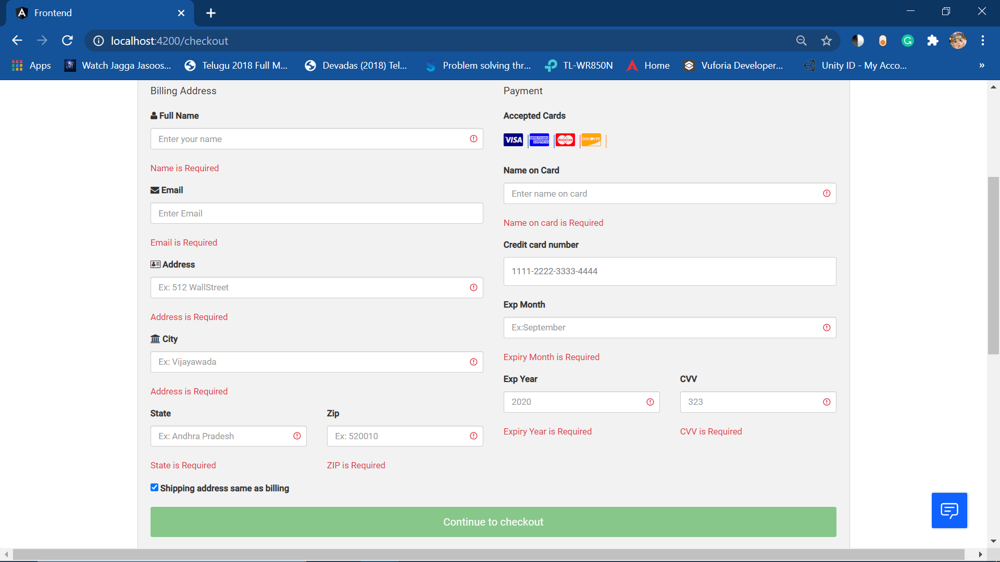 Frontend
localhost:4200/checkout
Apps
Watch Jagga Jasoos...
Telugu 2018 Full M...
Devadas (2018) Tel...
Problem solving thr...
TL-WR850N
Home
Vuforia Developer...
Unity ID - My Acco...
»
Billing Address
Full Name
Enter your name
Name is Required
Email
Enter Email
Email is Required
Address
Ex: 512 WallStreet
Address is Required
City
Ex: Vijayawada
Address is Required
State
Zip
Ex: Andhra Pradesh
Ex: 520010
State is Required
ZIP is Required
Shipping address same as billing
Payment
Accepted Cards
VISA
AMERICAN EXPRESS
MasterCard
DISCOVER
Name on Card
Enter name on card
Name on card is Required
Credit card number
1111-2222-3333-4444
Exp Month
Ex:September
Expiry Month is Required
Exp Year
CVV
2020
323
Expiry Year is Required
CVV is Required
Continue to checkout